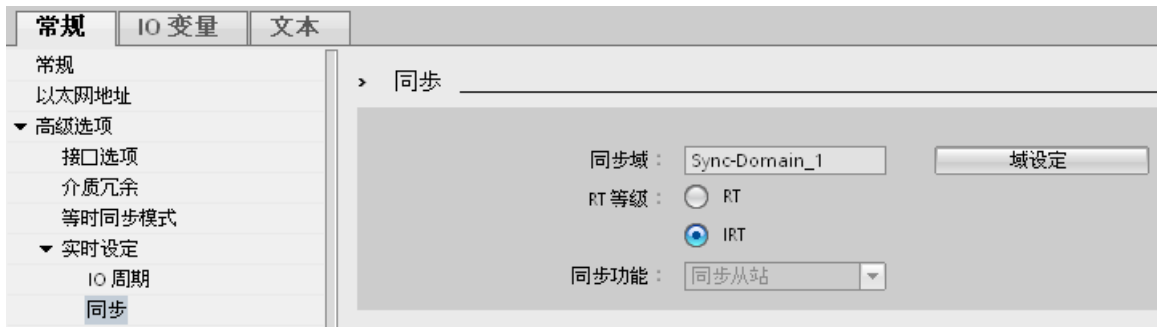 常规 IO 变量 文本
常规
以太网地址
高级选项
接口选项
介质冗余
等时同步模式
实时设定
IO 周期
同步
同步
同步域： Sync-Domain_1 域设定
RT 等级： RT
IRT
同步功能： 同步从站